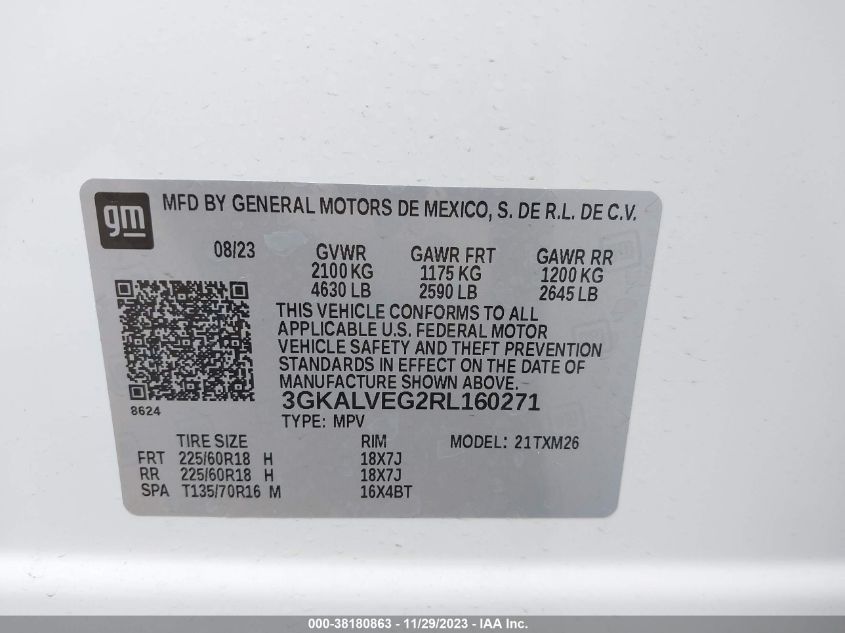 gm MFD BY GENERAL MOTORS DE MEXICO, S. DE R.L. DE C.V.
08/23 GVWR GAWR FRT GAWR RR
2100 KG 1175 KG 1200 KG
4630 LB 2590 LB 2645 LB
THIS VEHICLE CONFORMS TO ALL
APPLICABLE U.S. FEDERAL MOTOR
VEHICLE SAFETY AND THEFT PREVENTION
STANDARDS IN EFFECT ON THE DATE OF
MANUFACTURE SHOWN ABOVE.
8624 3GKALVEG2RL160271
TYPE: MPV
TIRE SIZE RIM MODEL: 21TXM26
FRT 225/60R18 H 18X7J
RR 225/60R18 H 18X7J
SPA T135/70R16 M 16X4BT
000-38180863 - 11/29/2023 - IAA Inc.